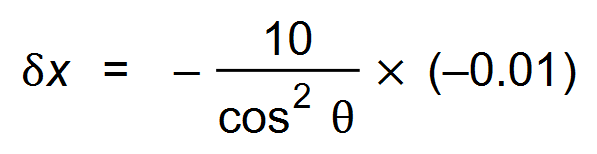 δx = – 10/cos² θ × (–0.01)